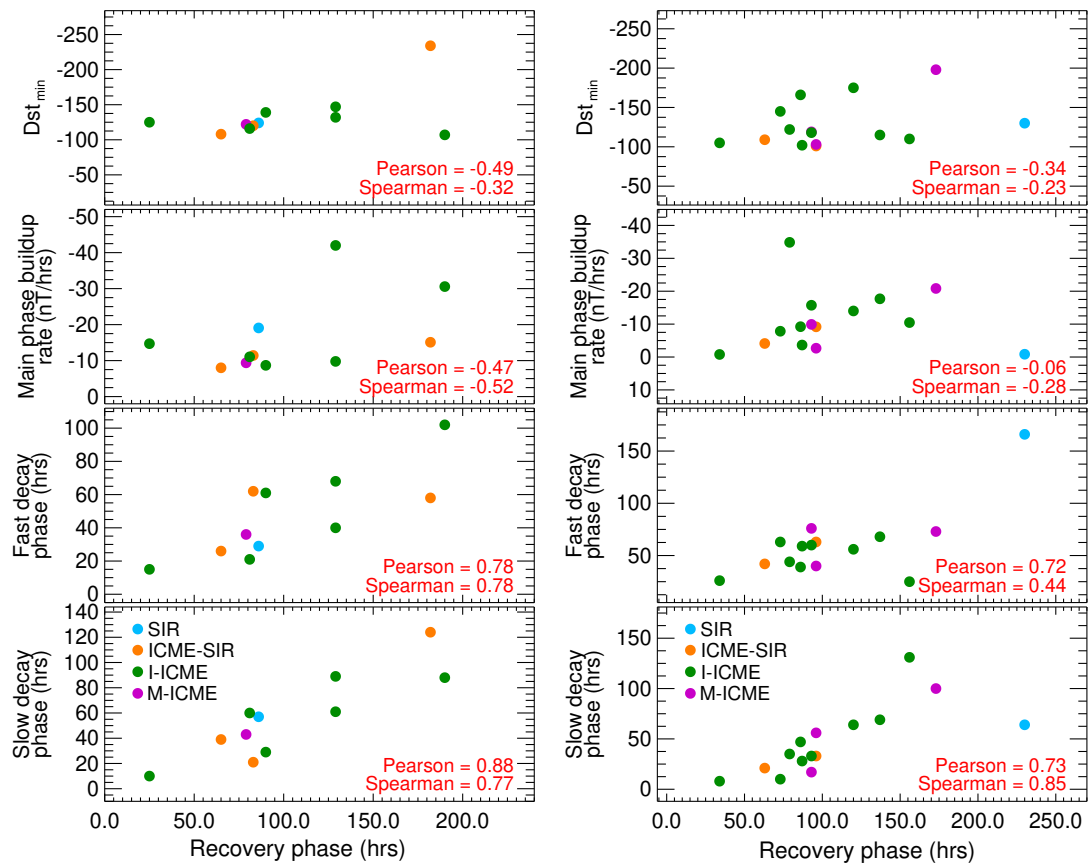 -250
-200
-150
-100
-50
Dst_min
Pearson = -0.49
Spearman = -0.32
-50
-40
-30
-20
-10
0
Main phase buildup
rate (nT/hrs)
Pearson = -0.47
Spearman = -0.52
100
80
60
40
20
0
Fast decay
phase (hrs)
Pearson = 0.78
Spearman = 0.78
140
120
100
80
60
40
20
0
Slow decay
phase (hrs)
SIR
ICME-SIR
I-ICME
M-ICME
Pearson = 0.88
Spearman = 0.77
0.0 50.0 100.0 150.0 200.0
Recovery phase (hrs)
-250
-200
-150
-100
-50
Dst_min
Pearson = -0.34
Spearman = -0.23
-40
-30
-20
-10
0
10
Main phase buildup
rate (nT/hrs)
Pearson = -0.06
Spearman = -0.28
150
100
50
Fast decay
phase (hrs)
Pearson = 0.72
Spearman = 0.44
150
100
50
0
Slow decay
phase (hrs)
SIR
ICME-SIR
I-ICME
M-ICME
Pearson = 0.73
Spearman = 0.85
0.0 50.0 100.0 150.0 200.0 250.0
Recovery phase (hrs)